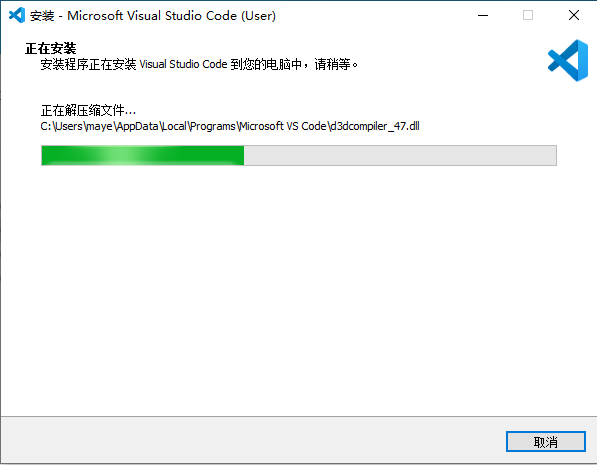 安装 - Microsoft Visual Studio Code (User)
正在安装
安装程序正在安装 Visual Studio Code 到您的电脑中，请稍等。
正在解压缩文件...
C:\Users\maye\AppData\Local\Programs\Microsoft VS Code\d3dcompiler_47.dll
取消